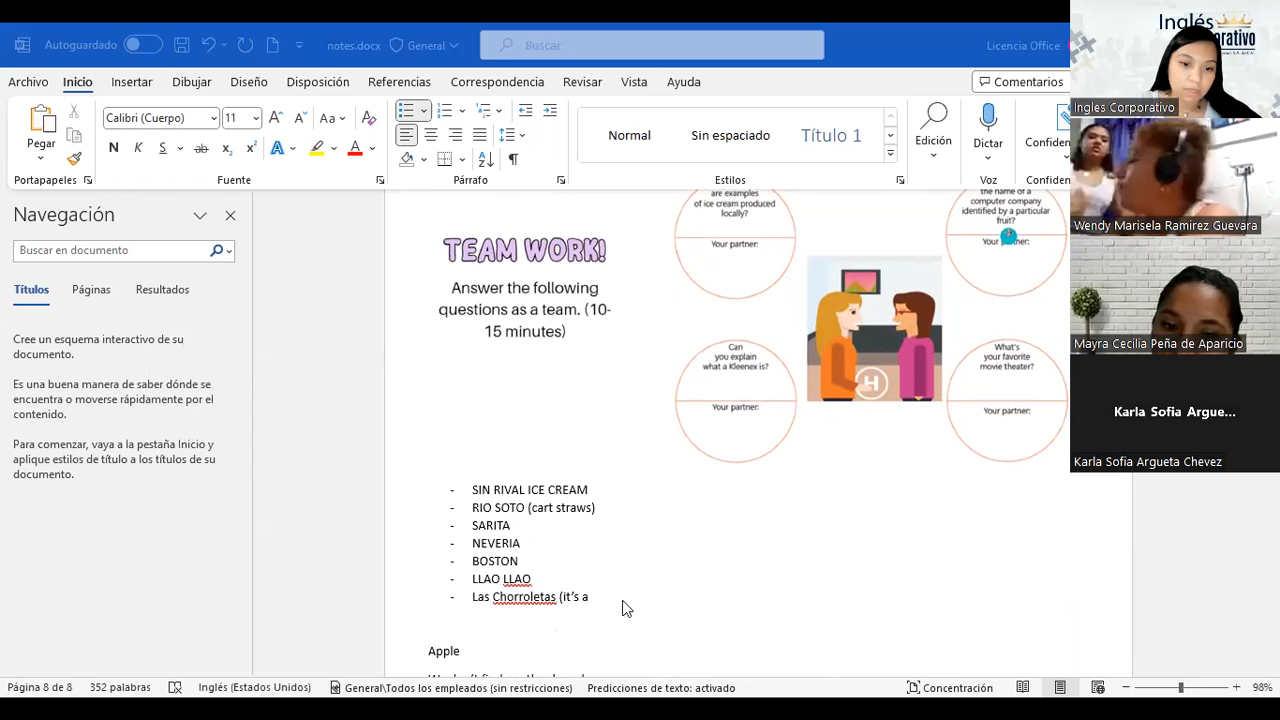 Autoguardado
notes.docx
General
Buscar
Licencia Office
Inglés
orativo
Ingles Corporativo
Archivo Inicio Insertar Dibujar Diseño Disposición Referencias Correspondencia Revisar Vista Ayuda
Comentarios
Pegar
Portapapeles
Calibri (Cuerpo) 11
Fuente
Párrafo
Normal
Sin espaciado
Título 1
Estilos
Edición
Dictar
Voz
Confiden
Confiden
Wendy Marisela Ramirez Guevara
Mayra Cecilia Peña de Aparicio
Karla Sofia Argue...
Karla Sofia Argueta Chevez
Navegación
Buscar en documento
Títulos Páginas Resultados
Cree un esquema interactivo de su
documento.
Es una buena manera de saber dónde se
encuentra o moverse rápidamente por el
contenido.
Para comenzar, vaya a la pestaña Inicio y
aplique estilos de título a los títulos de su
documento.
TEAM WORK!
Answer the following
questions as a team. (10-
15 minutes)
are examples
of ice cream produced
locally?
Your partner:
the name of a
computer company
identified by a particular
fruit?
Your partner:
Can
you explain
what a Kleenex is?
Your partner:
What's
your favorite
movie theater?
Your partner:
- SIN RIVAL ICE CREAM
- RIO SOTO (cart straws)
- SARITA
- NEVERIA
- BOSTON
- LLAO LLAO
- Las Chorroletas (it's a
Apple
Página 8 de 8
352 palabras
Inglés (Estados Unidos)
General\Todos los empleados (sin restricciones)
Predicciones de texto: activado
Concentración
98%